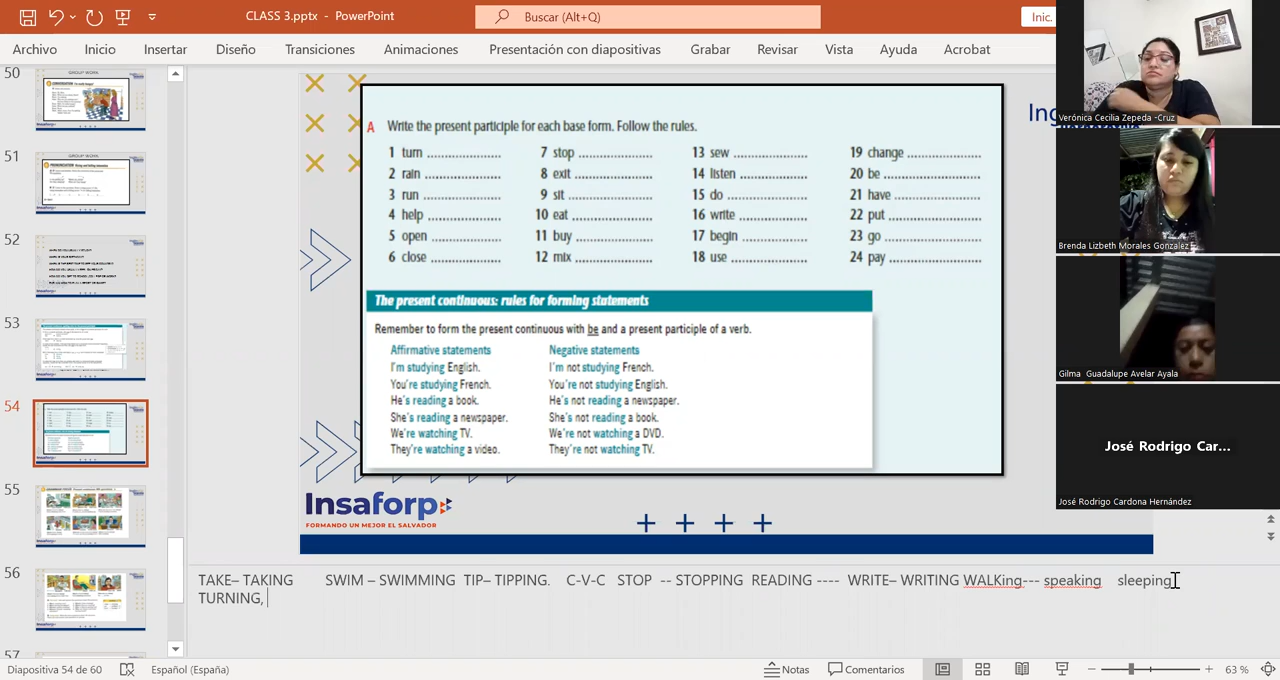 CLASS 3.pptx - PowerPoint
Buscar (Alt+Q)
Inic.
Archivo Inicio Insertar Diseño Transiciones Animaciones Presentación con diapositivas Grabar Revisar Vista Ayuda Acrobat
50
51
52
53
54
55
56
57
A Write the present participle for each base form. Follow the rules.
1 turn .................... 7 stop .................... 13 sew .................... 19 change ....................
2 rain .................... 8 exit .................... 14 listen .................... 20 be ....................
3 run .................... 9 sit .................... 15 do .................... 21 have ....................
4 help .................... 10 eat .................... 16 write .................... 22 put ....................
5 open .................... 11 buy .................... 17 begin .................... 23 go ....................
6 close .................... 12 mix .................... 18 use .................... 24 pay ....................
The present continuous: rules for forming statements
Remember to form the present continuous with be and a present participle of a verb.
Affirmative statements Negative statements
I'm studying English. I'm not studying French.
You're studying French. You're not studying English.
He's reading a book. He's not reading a newspaper.
She's reading a newspaper. She's not reading a book.
We're watching TV. We're not watching a DVD.
They're watching a video. They're not watching TV.
Insaforp
FORMANDO UN MEJOR EL SALVADOR
Verónica Cecilia Zepeda -Cruz
Brenda Lizbeth Morales Gonzalez
Gilma Guadalupe Avelar Ayala
José Rodrigo Car...
José Rodrigo Cardona Hernández
TAKE– TAKING SWIM – SWIMMING TIP– TIPPING. C-V-C STOP -- STOPPING READING ---- WRITE– WRITING WALKing--- speaking sleeping
TURNING,
Diapositiva 54 de 60 Español (España) Notas Comentarios 63 %